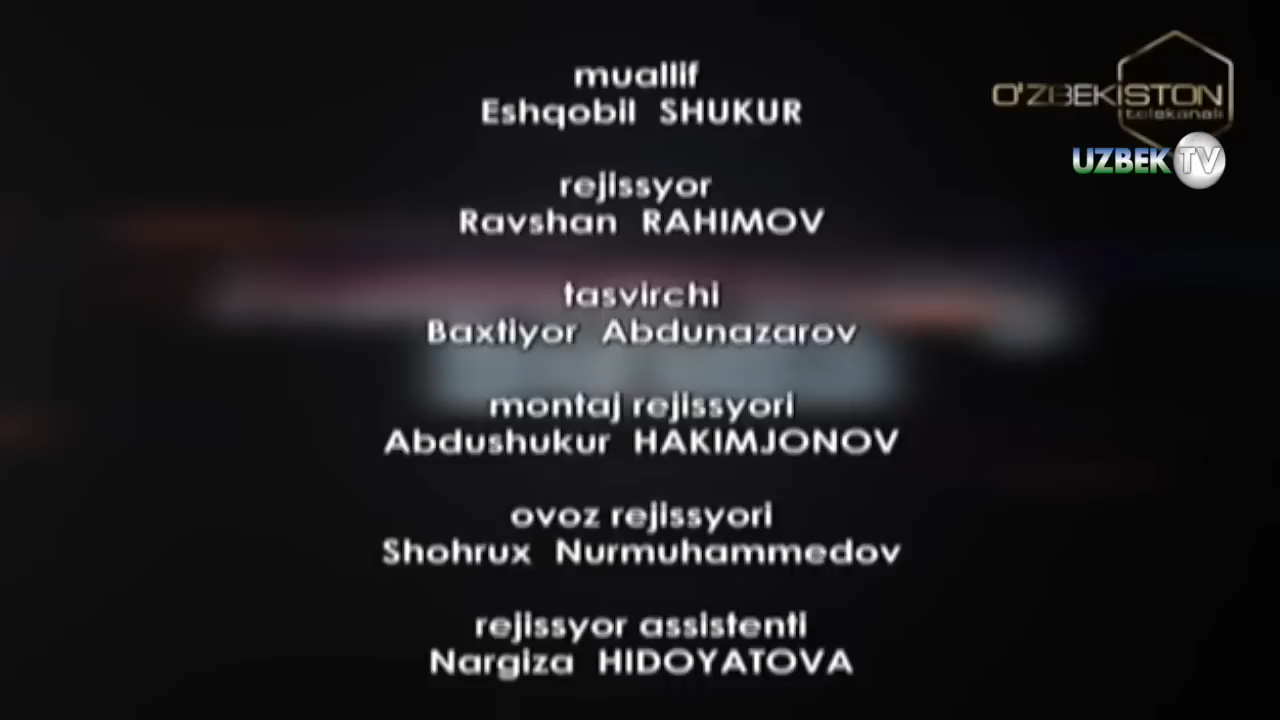 muallif
Eshqobil SHUKUR
O'ZBEKISTON
telekanali
UZBEK TV
rejissyor
Ravshan RAHIMOV
tasvirchi
Baxtiyor Abdunazarov
montaj rejissyori
Abdushukur HAKIMJONOV
ovoz rejissyori
Shohrux Nurmuhammedov
rejissyor assistenti
Nargiza HIDOYATOVA